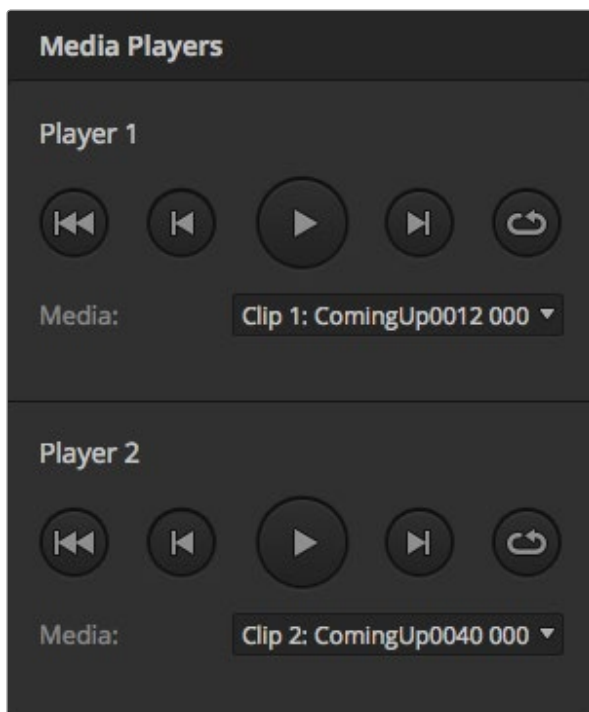 Media Players
Player 1
Media:
Clip 1: ComingUp0012 000
Player 2
Media:
Clip 2: ComingUp0040 000